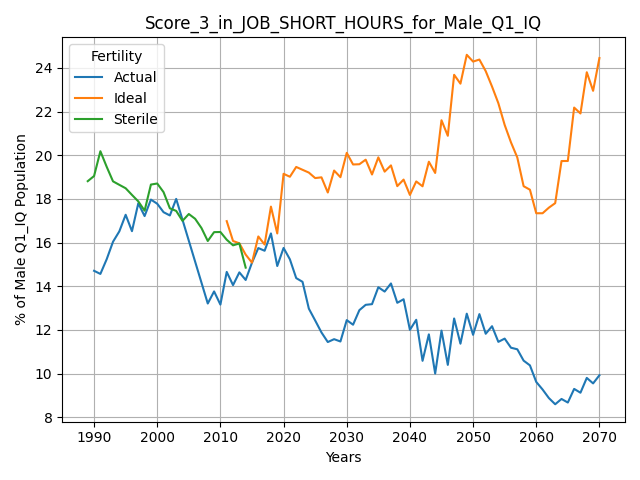 Score_3_in_JOB_SHORT_HOURS_for_Male_Q1_IQ
Fertility
Actual
Ideal
Sterile
% of Male Q1_IQ Population
24
22
20
18
16
14
12
10
8
1990 2000 2010 2020 2030 2040 2050 2060 2070
Years